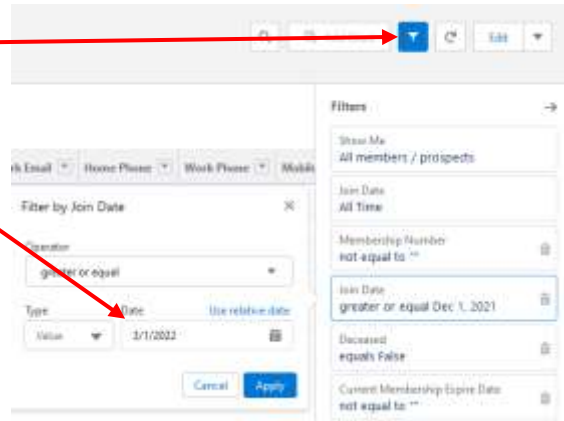 Edit
Filters
Show Me
All members / prospects
Join Date
All Time
Membership Number
not equal to ""
Join Date
greater or equal Dec 1, 2021
Deceased
equals False
Current Membership Expire Date
not equal to ""
k Email Home Phone Work Phone Mobile
Filter by Join Date
Operator
greater or equal
Type Date Use relative date
Value 3/1/2022
Cancel Apply